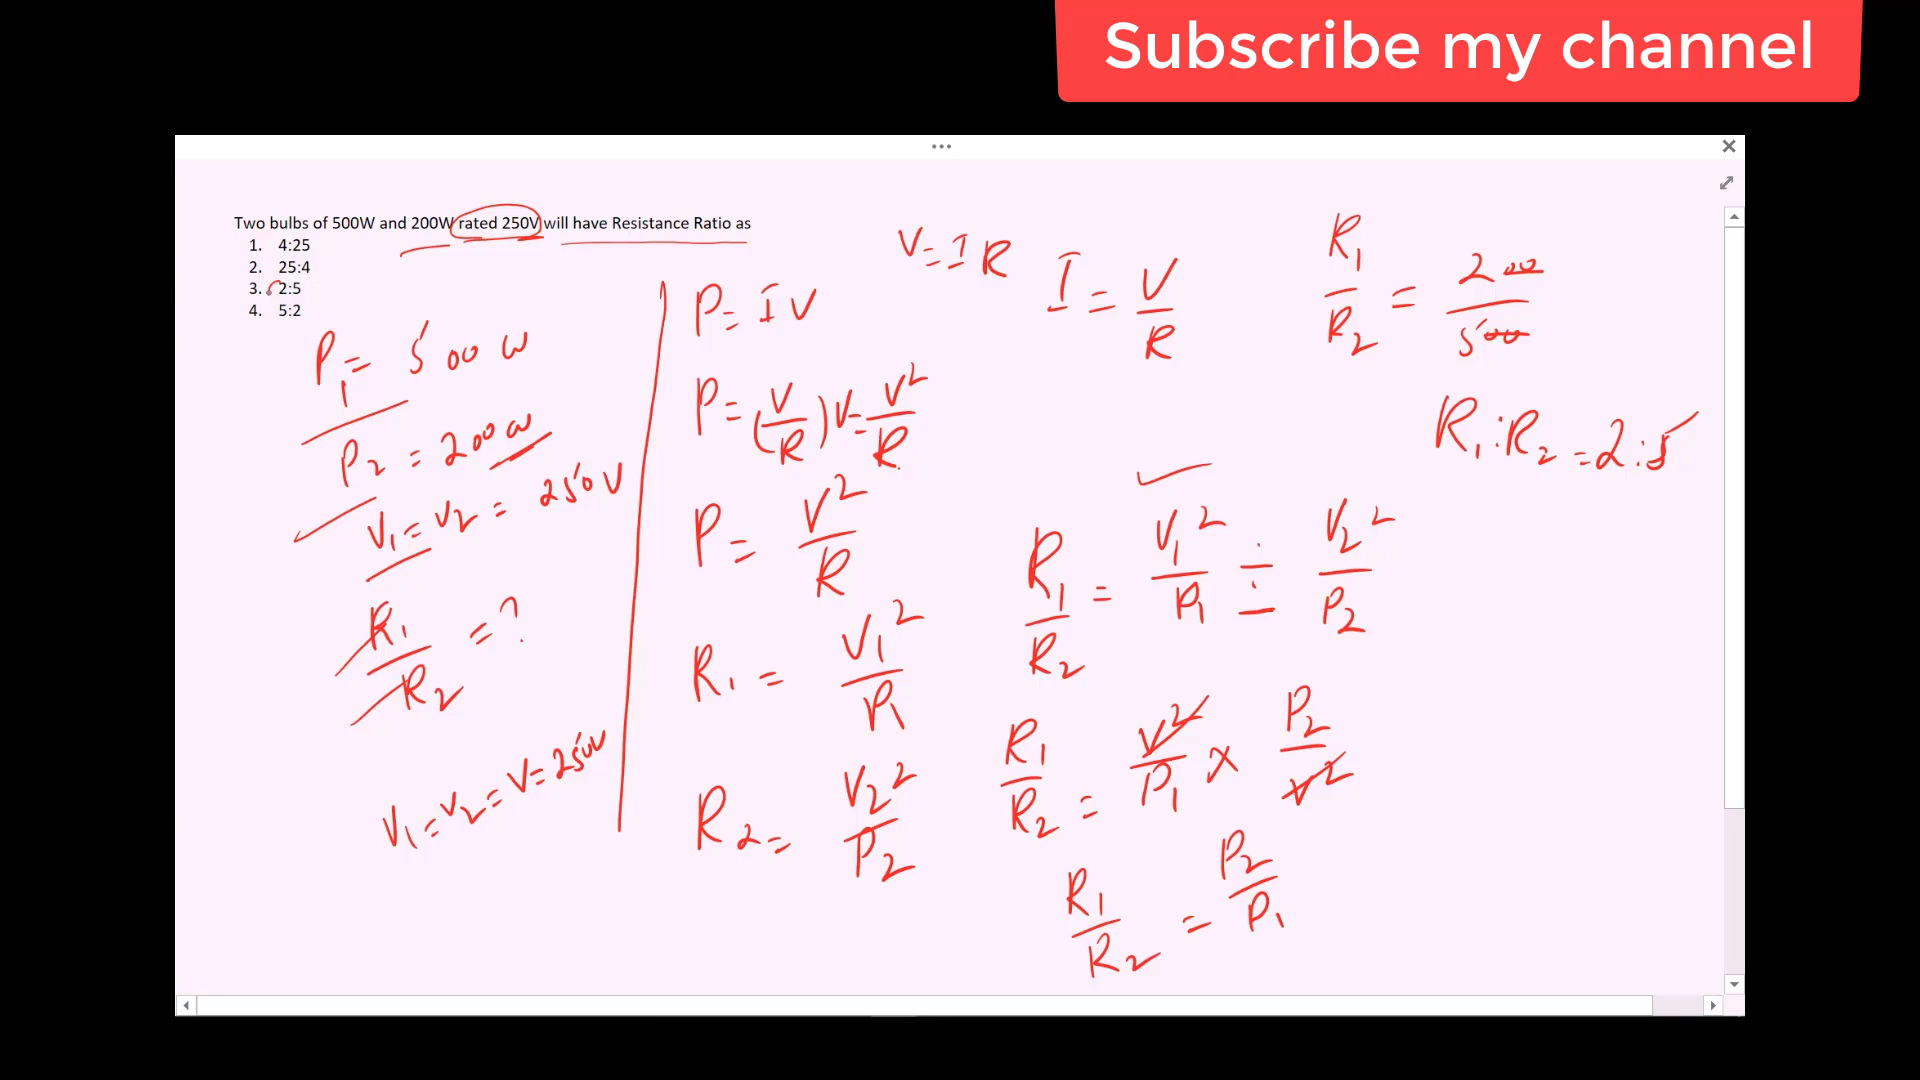 Subscribe my channel
Two bulbs of 500W and 200W rated 250V will have Resistance Ratio as
1. 4:25
2. 25:4
3. 2:5
4. 5:2
P₁ = 500 W
P₂ = 200 W
V₁ = V₂ = 250 V
R₁/R₂ = ?
V₁ = V₂ = V = 250V
P = I V
P = (V/R) V = V²/R
P = V²/R
R₁ = V₁²/P₁
R₂ = V₂²/P₂
V = I R
I = V/R
R₁/R₂ = V₁²/P₁ ÷ V₂²/P₂
R₁/R₂ = V²/P₁ × P₂/V²
R₁/R₂ = P₂/P₁
R₁/R₂ = 200/500
R₁ : R₂ = 2 : 5